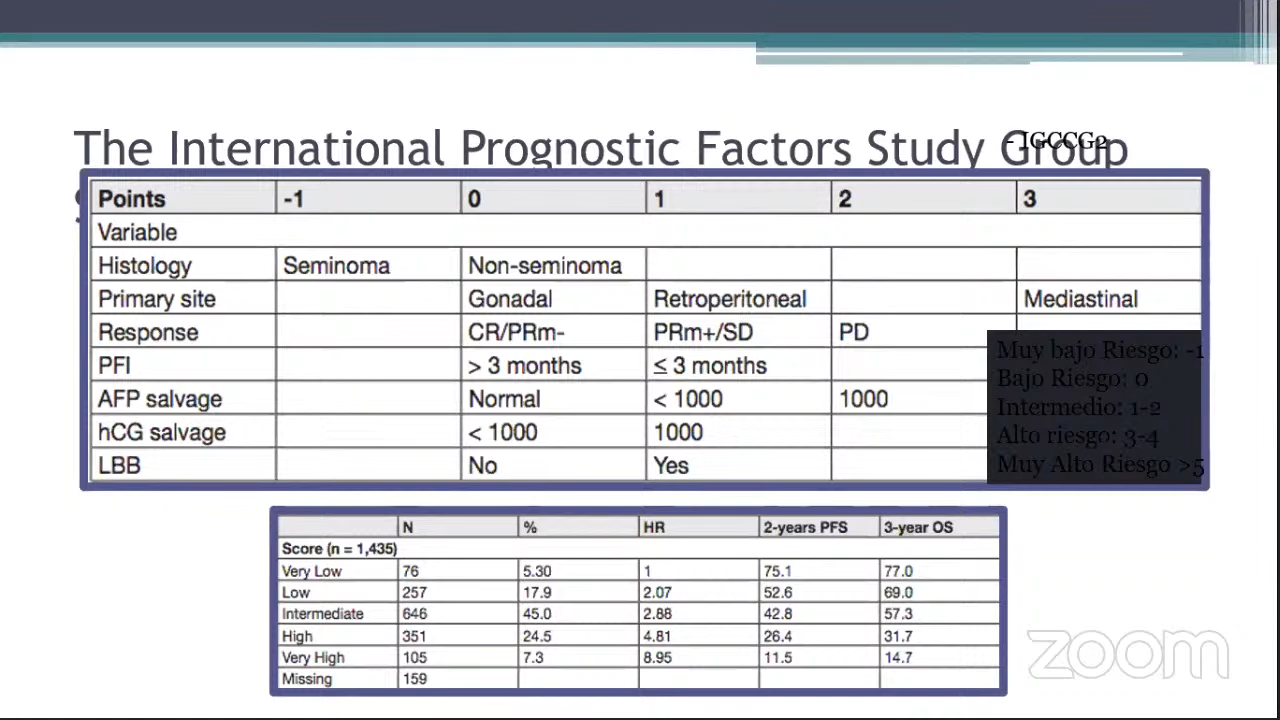 The International Prognostic Factors Study Group
- IGCCG2
Points -1 0 1 2 3
Variable
Histology Seminoma Non-seminoma
Primary site Gonadal Retroperitoneal Mediastinal
Response CR/PRm- PRm+/SD PD
PFI > 3 months ≤ 3 months
AFP salvage Normal < 1000 1000
hCG salvage < 1000 1000
LBB No Yes
Muy bajo Riesgo: -1
Bajo Riesgo: 0
Intermedio: 1-2
Alto riesgo: 3-4
Muy Alto Riesgo >5
N % HR 2-years PFS 3-year OS
Score (n = 1,435)
Very Low 76 5.30 1 75.1 77.0
Low 257 17.9 2.07 52.6 69.0
Intermediate 646 45.0 2.88 42.8 57.3
High 351 24.5 4.81 26.4 31.7
Very High 105 7.3 8.95 11.5 14.7
Missing 159
zoom